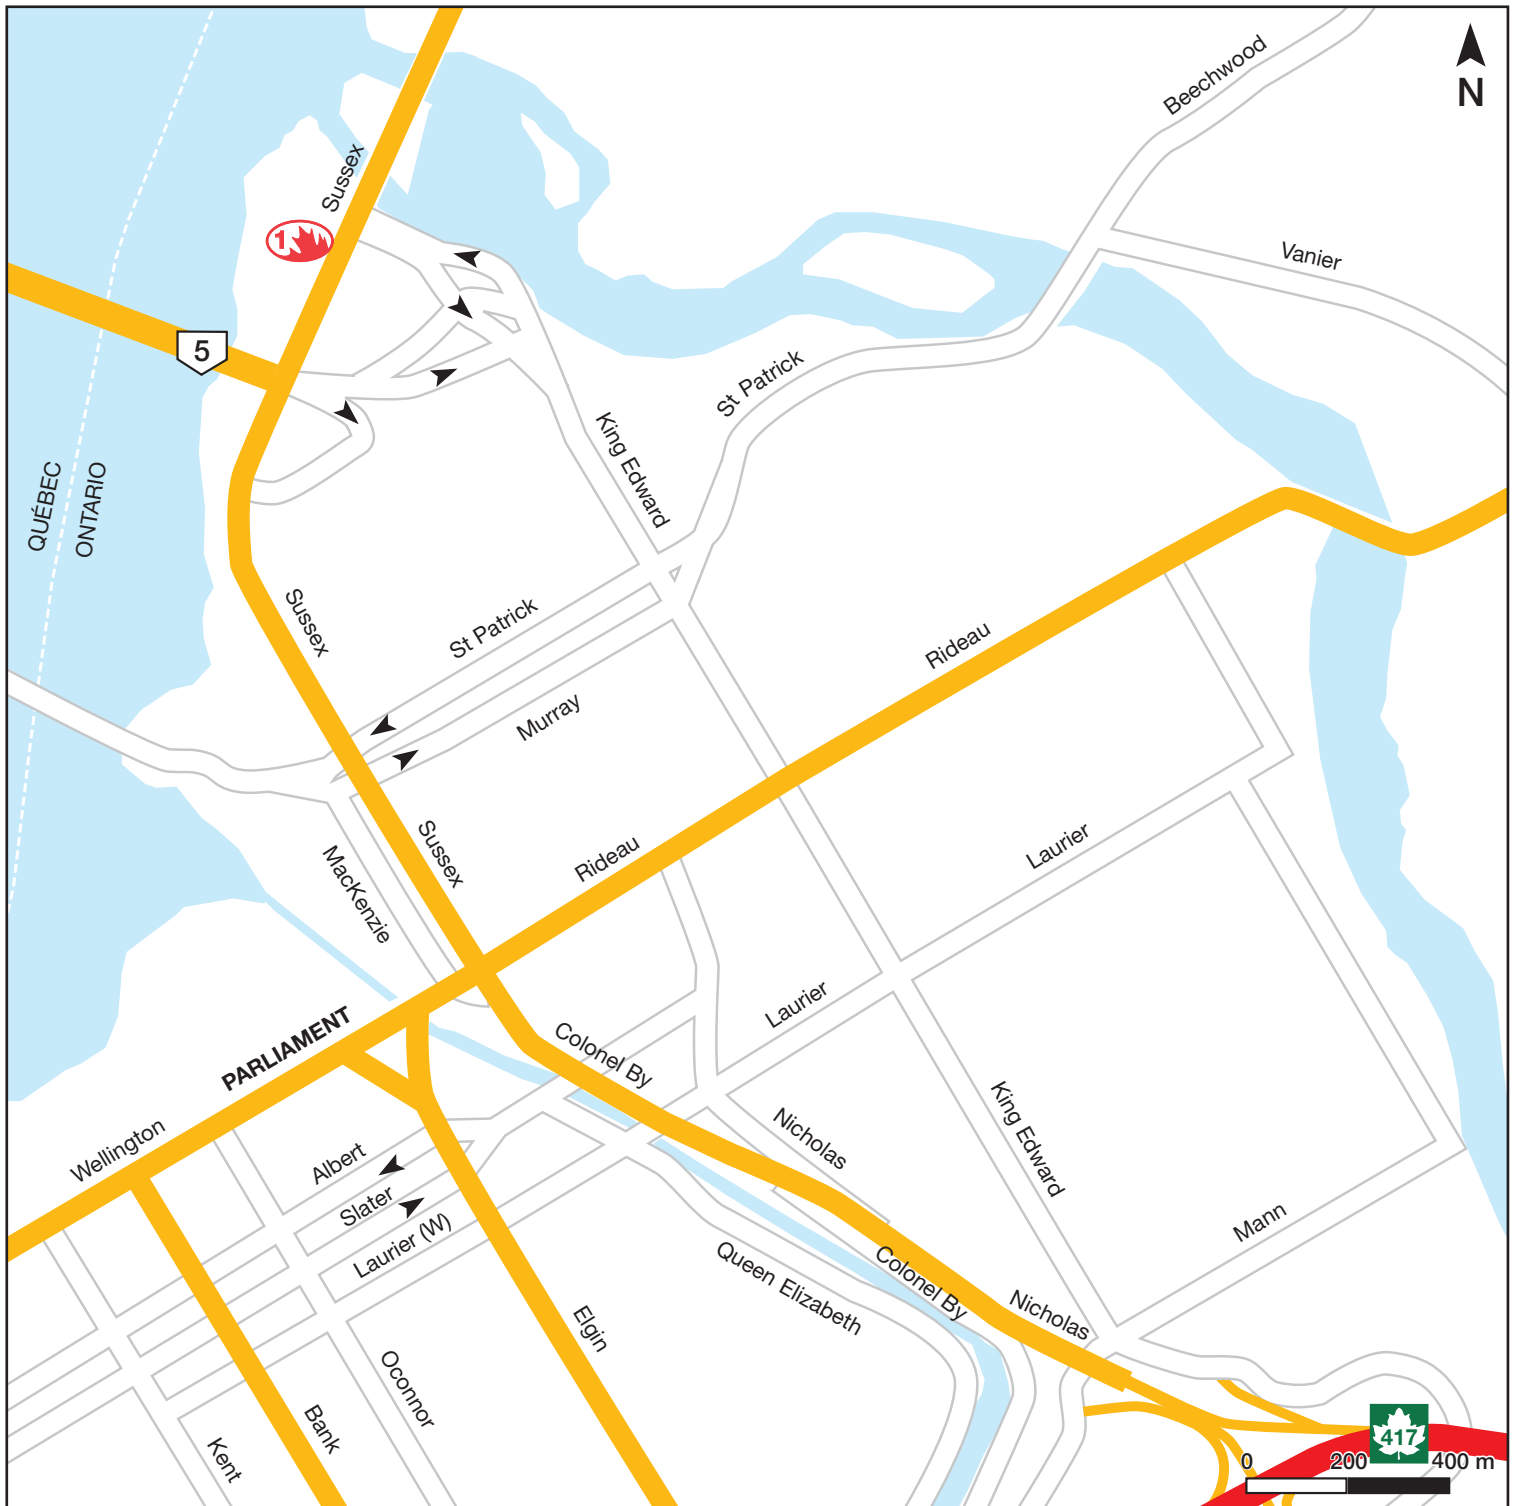 Beechwood
N
Sussex
1
Vanier
5
St Patrick
King Edward
QUÉBEC
ONTARIO
Sussex
St Patrick
Rideau
Murray
Sussex
Rideau
MacKenzie
Laurier
Laurier
PARLIAMENT
Colonel By
Wellington
Nicholas
King Edward
Albert
Slater
Laurier (W)
Mann
Queen Elizabeth
Colonel By
Nicholas
Elgin
Oconnor
Bank
Kent
417
0 200 400 m